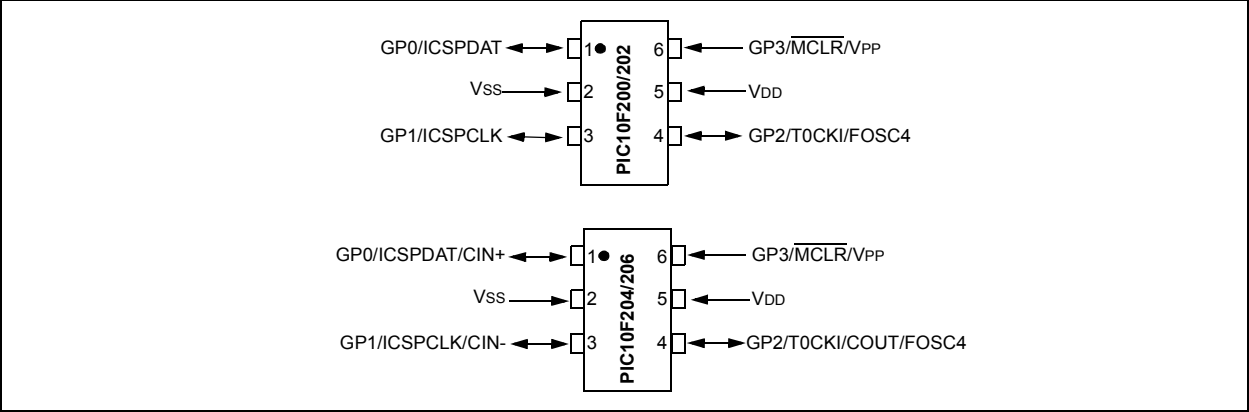 GP0/ICSPDAT 1 6 GP3/MCLR/VPP
VSS 2 5 VDD
GP1/ICSPCLK 3 4 GP2/T0CKI/FOSC4
PIC10F200/202
GP0/ICSPDAT/CIN+ 1 6 GP3/MCLR/VPP
VSS 2 5 VDD
GP1/ICSPCLK/CIN- 3 4 GP2/T0CKI/COUT/FOSC4
PIC10F204/206